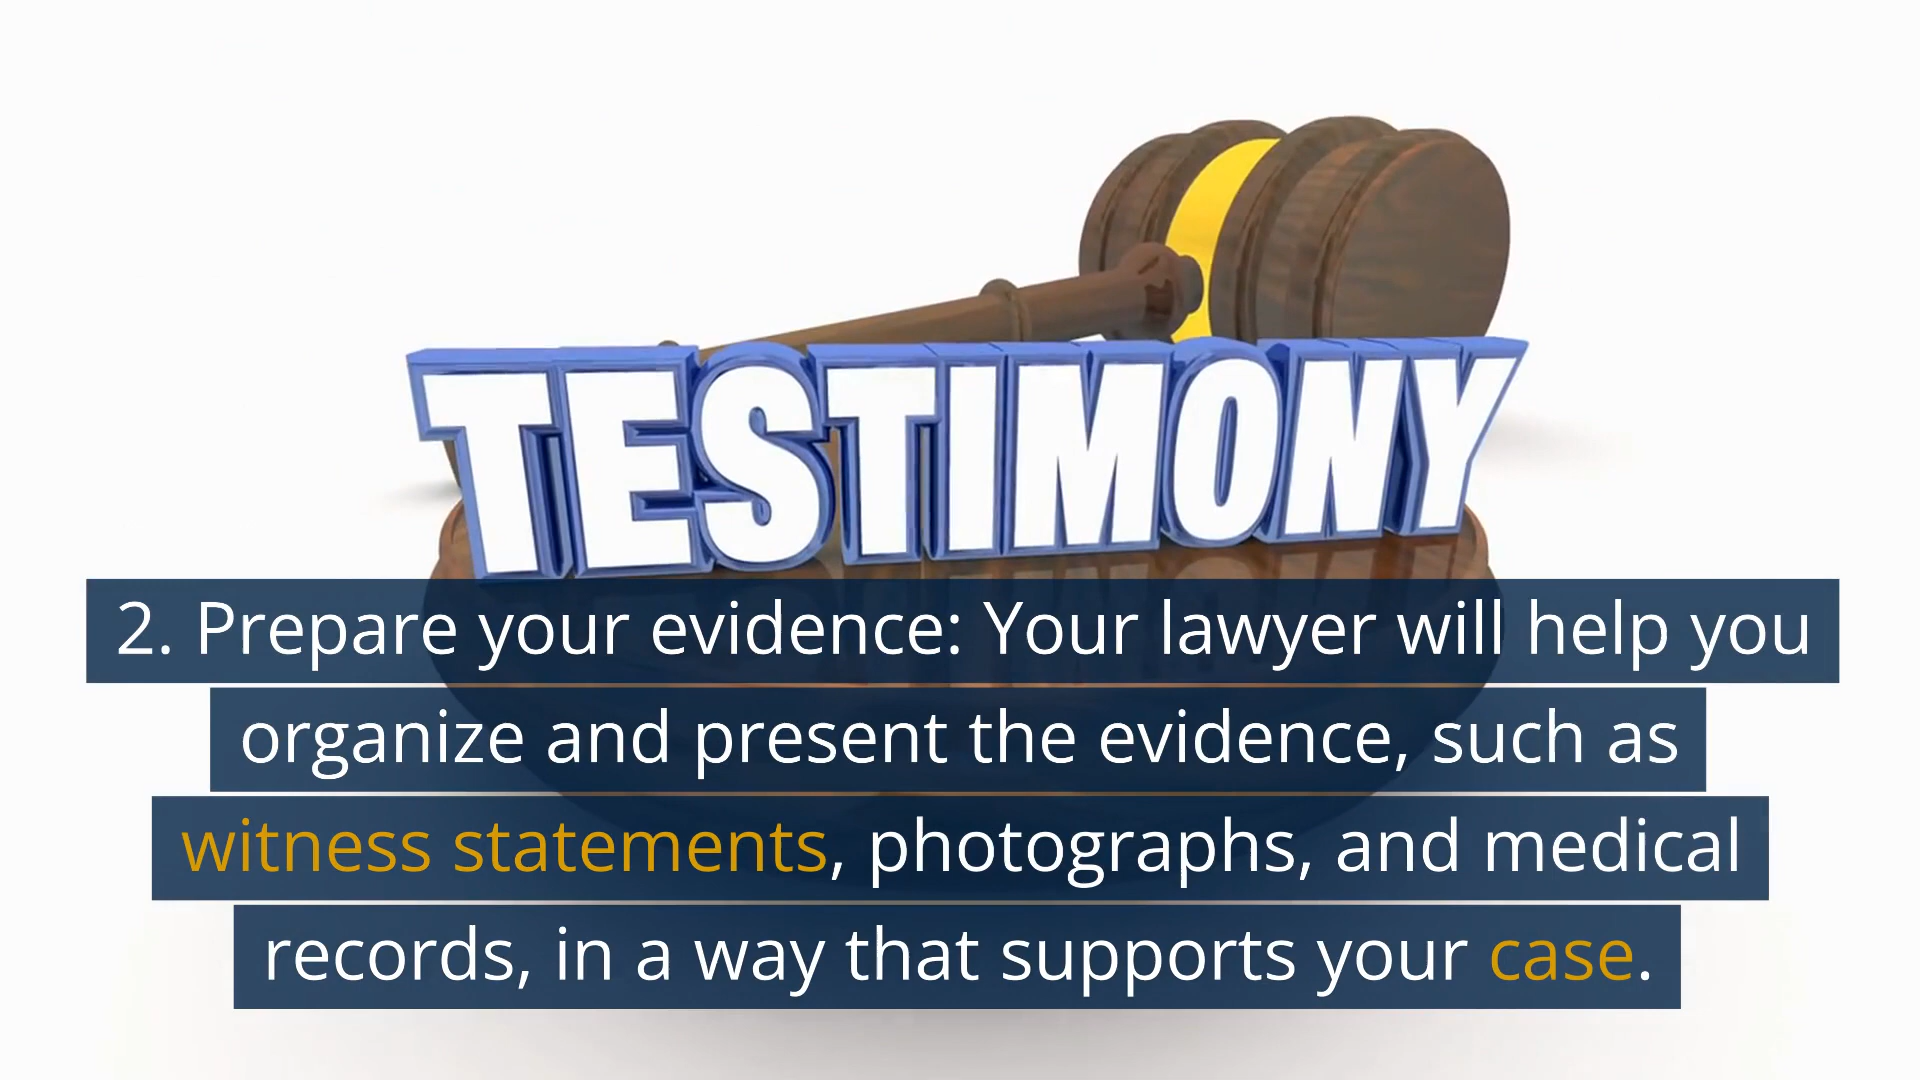 TESTIMONY
2. Prepare your evidence: Your lawyer will help you
organize and present the evidence, such as
witness statements, photographs, and medical
records, in a way that supports your case.